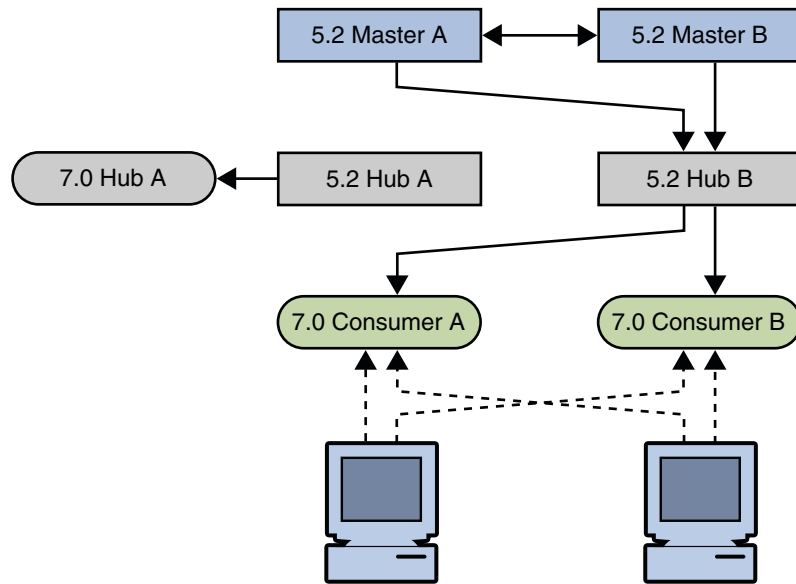 5.2 Master A
5.2 Master B
7.0 Hub A
5.2 Hub A
5.2 Hub B
7.0 Consumer A
7.0 Consumer B